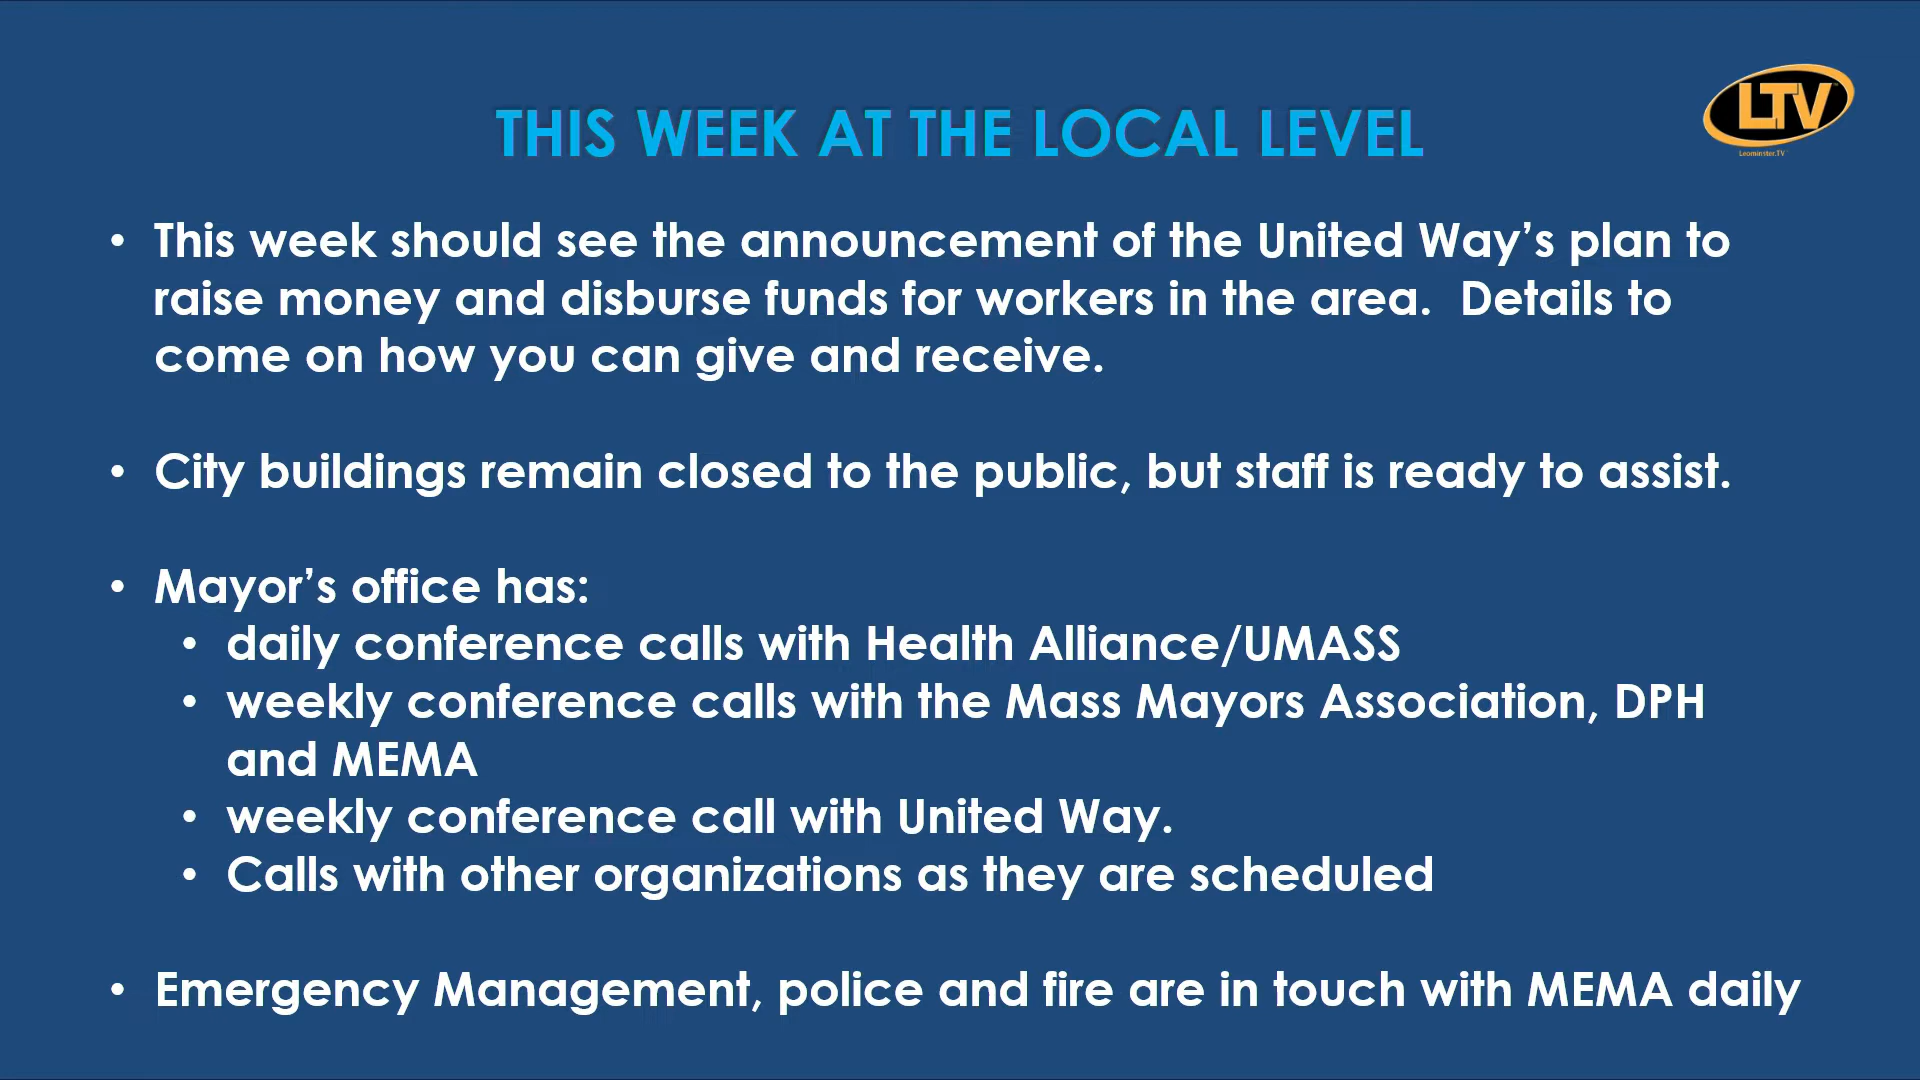 THIS WEEK AT THE LOCAL LEVEL
LTV
Leominster.TV
• This week should see the announcement of the United Way’s plan to
raise money and disburse funds for workers in the area.  Details to
come on how you can give and receive.
• City buildings remain closed to the public, but staff is ready to assist.
• Mayor’s office has:
• daily conference calls with Health Alliance/UMASS
• weekly conference calls with the Mass Mayors Association, DPH
and MEMA
• weekly conference call with United Way.
• Calls with other organizations as they are scheduled
• Emergency Management, police and fire are in touch with MEMA daily